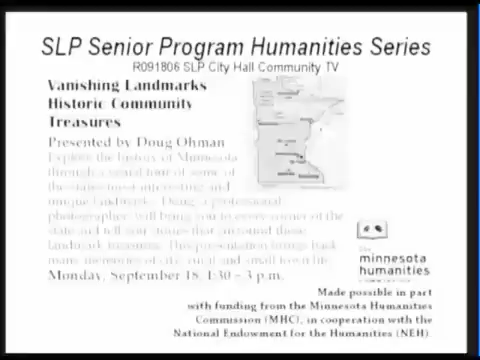 SLP Senior Program Humanities Series
R091806 SLP City Hall Community TV
Vanishing Landmarks
Historic Community
Treasures
Presented by Doug Ohman
Explore the history of Minnesota
through a visual tour of some of
the states most interesting and
unique landmarks. Doug, a professional
photographer, will bring you to every corner of the
state and tell you stories that surround these
landmark treasures. This presentation brings back
many memories of city, rural and small town life.
Monday, September 18, 1:30 - 3 p.m.
minnesota
humanities
Made possible in part
with funding from the Minnesota Humanities
Commission (MHC), in cooperation with the
National Endowment for the Humanities (NEH).